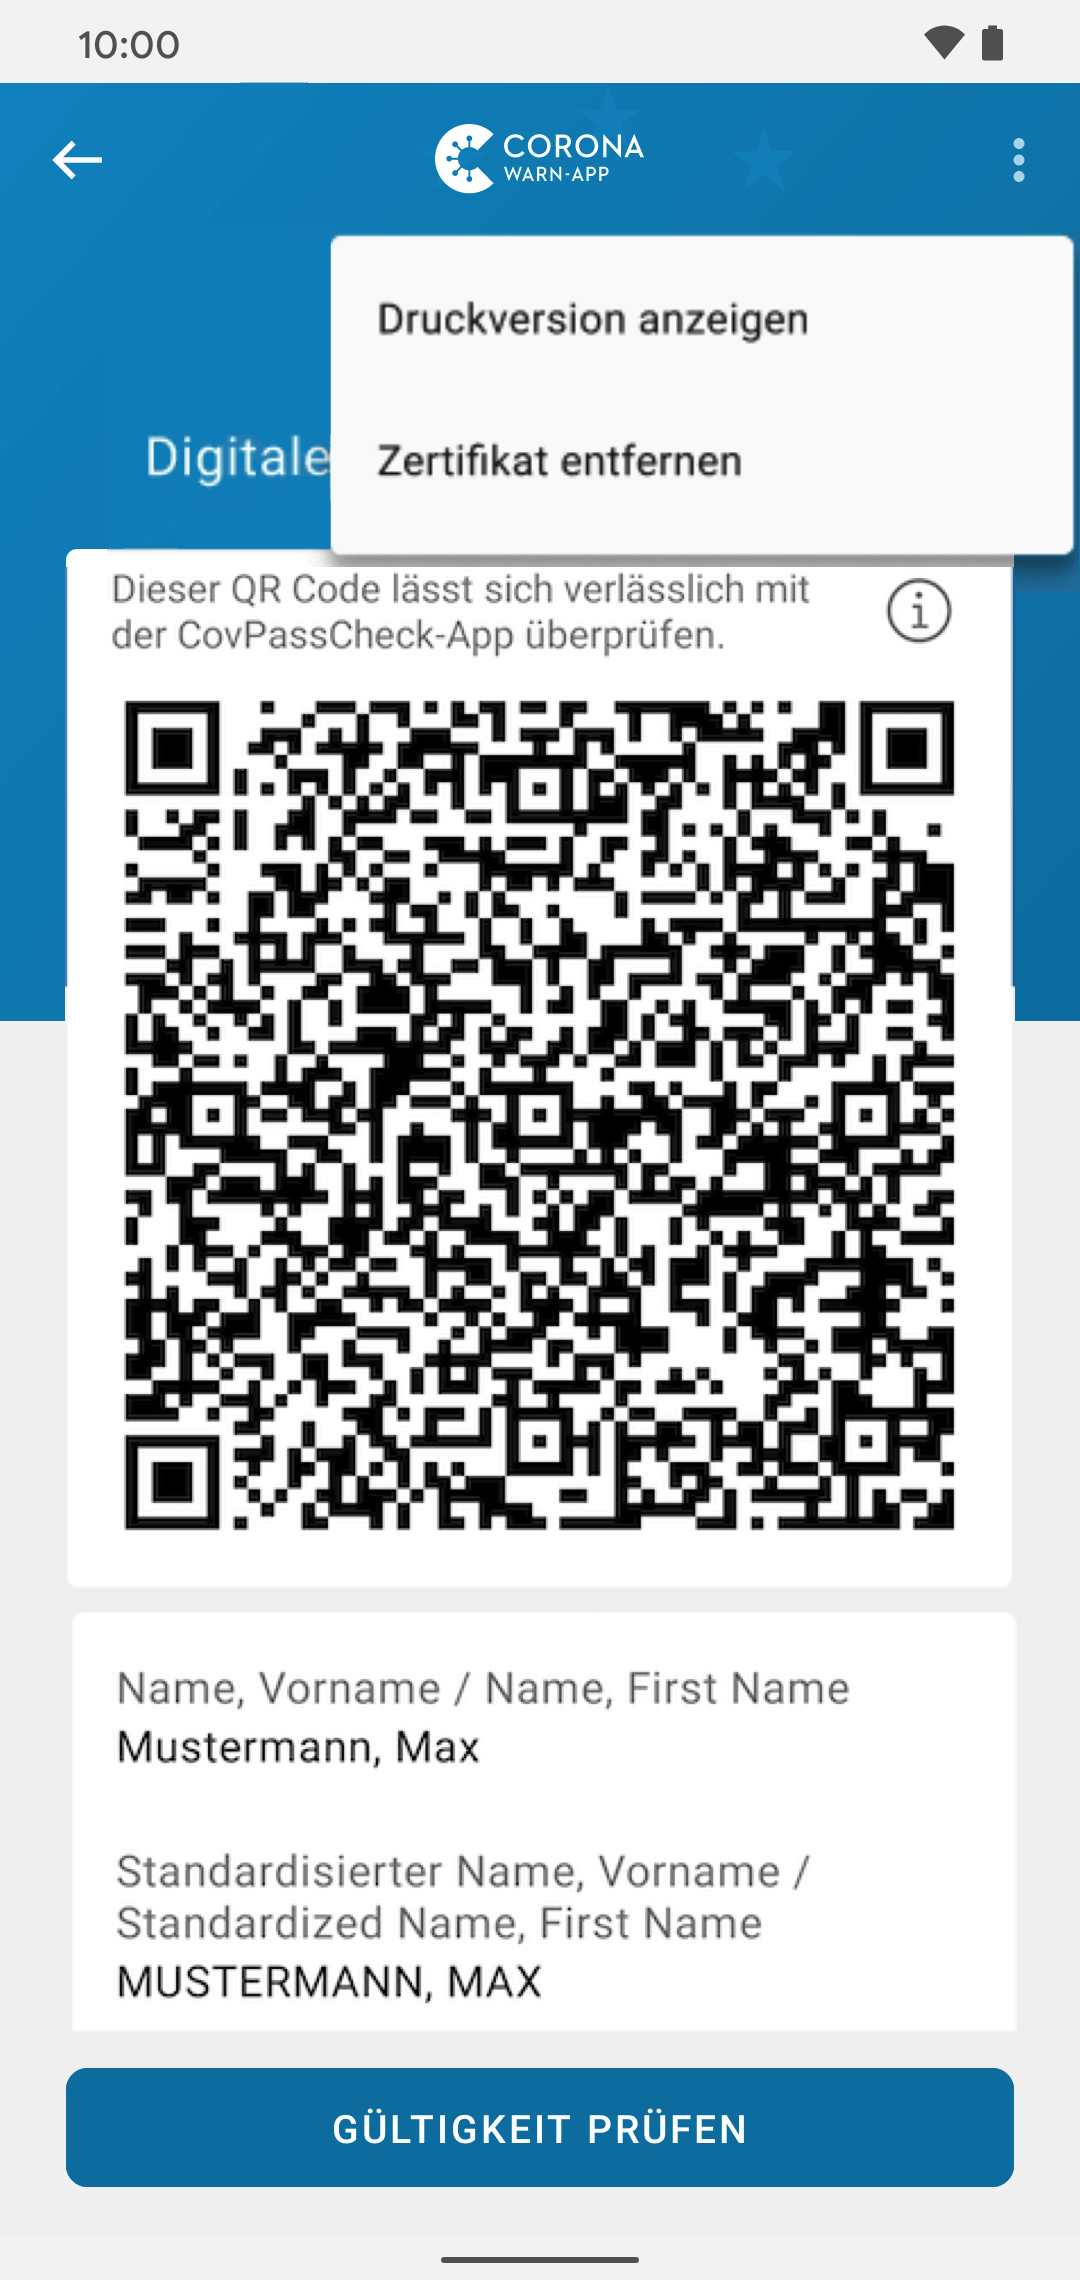 10:00
CORONA
WARN-APP
Druckversion anzeigen
Zertifikat entfernen
Digitale
Dieser QR Code lässt sich verlässlich mit
der CovPassCheck-App überprüfen.
Name, Vorname / Name, First Name
Mustermann, Max
Standardisierter Name, Vorname /
Standardized Name, First Name
MUSTERMANN, MAX
GÜLTIGKEIT PRÜFEN